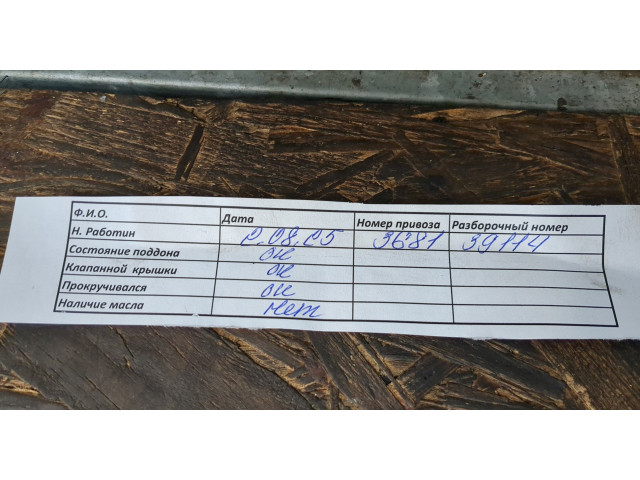 Ф.И.О. Дата Номер привоза Разборочный номер
Н. Работин 2.08.25 3681 39114
Состояние поддона ок
Клапанной крышки ок
Прокручивался ок
Наличие масла нет